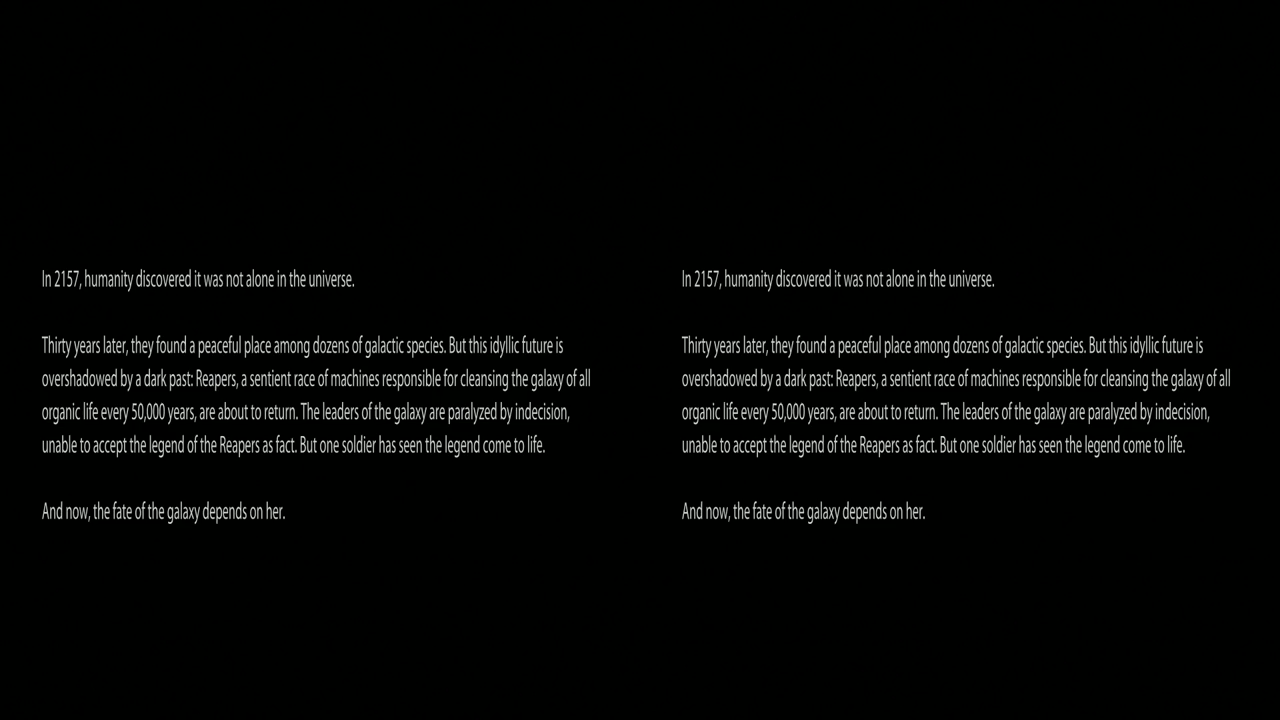 In 2157, humanity discovered it was not alone in the universe.
Thirty years later, they found a peaceful place among dozens of galactic species. But this idyllic future is
overshadowed by a dark past: Reapers, a sentient race of machines responsible for cleansing the galaxy of all
organic life every 50,000 years, are about to return. The leaders of the galaxy are paralyzed by indecision,
unable to accept the legend of the Reapers as fact. But one soldier has seen the legend come to life.
And now, the fate of the galaxy depends on her.
In 2157, humanity discovered it was not alone in the universe.
Thirty years later, they found a peaceful place among dozens of galactic species. But this idyllic future is
overshadowed by a dark past: Reapers, a sentient race of machines responsible for cleansing the galaxy of all
organic life every 50,000 years, are about to return. The leaders of the galaxy are paralyzed by indecision,
unable to accept the legend of the Reapers as fact. But one soldier has seen the legend come to life.
And now, the fate of the galaxy depends on her.